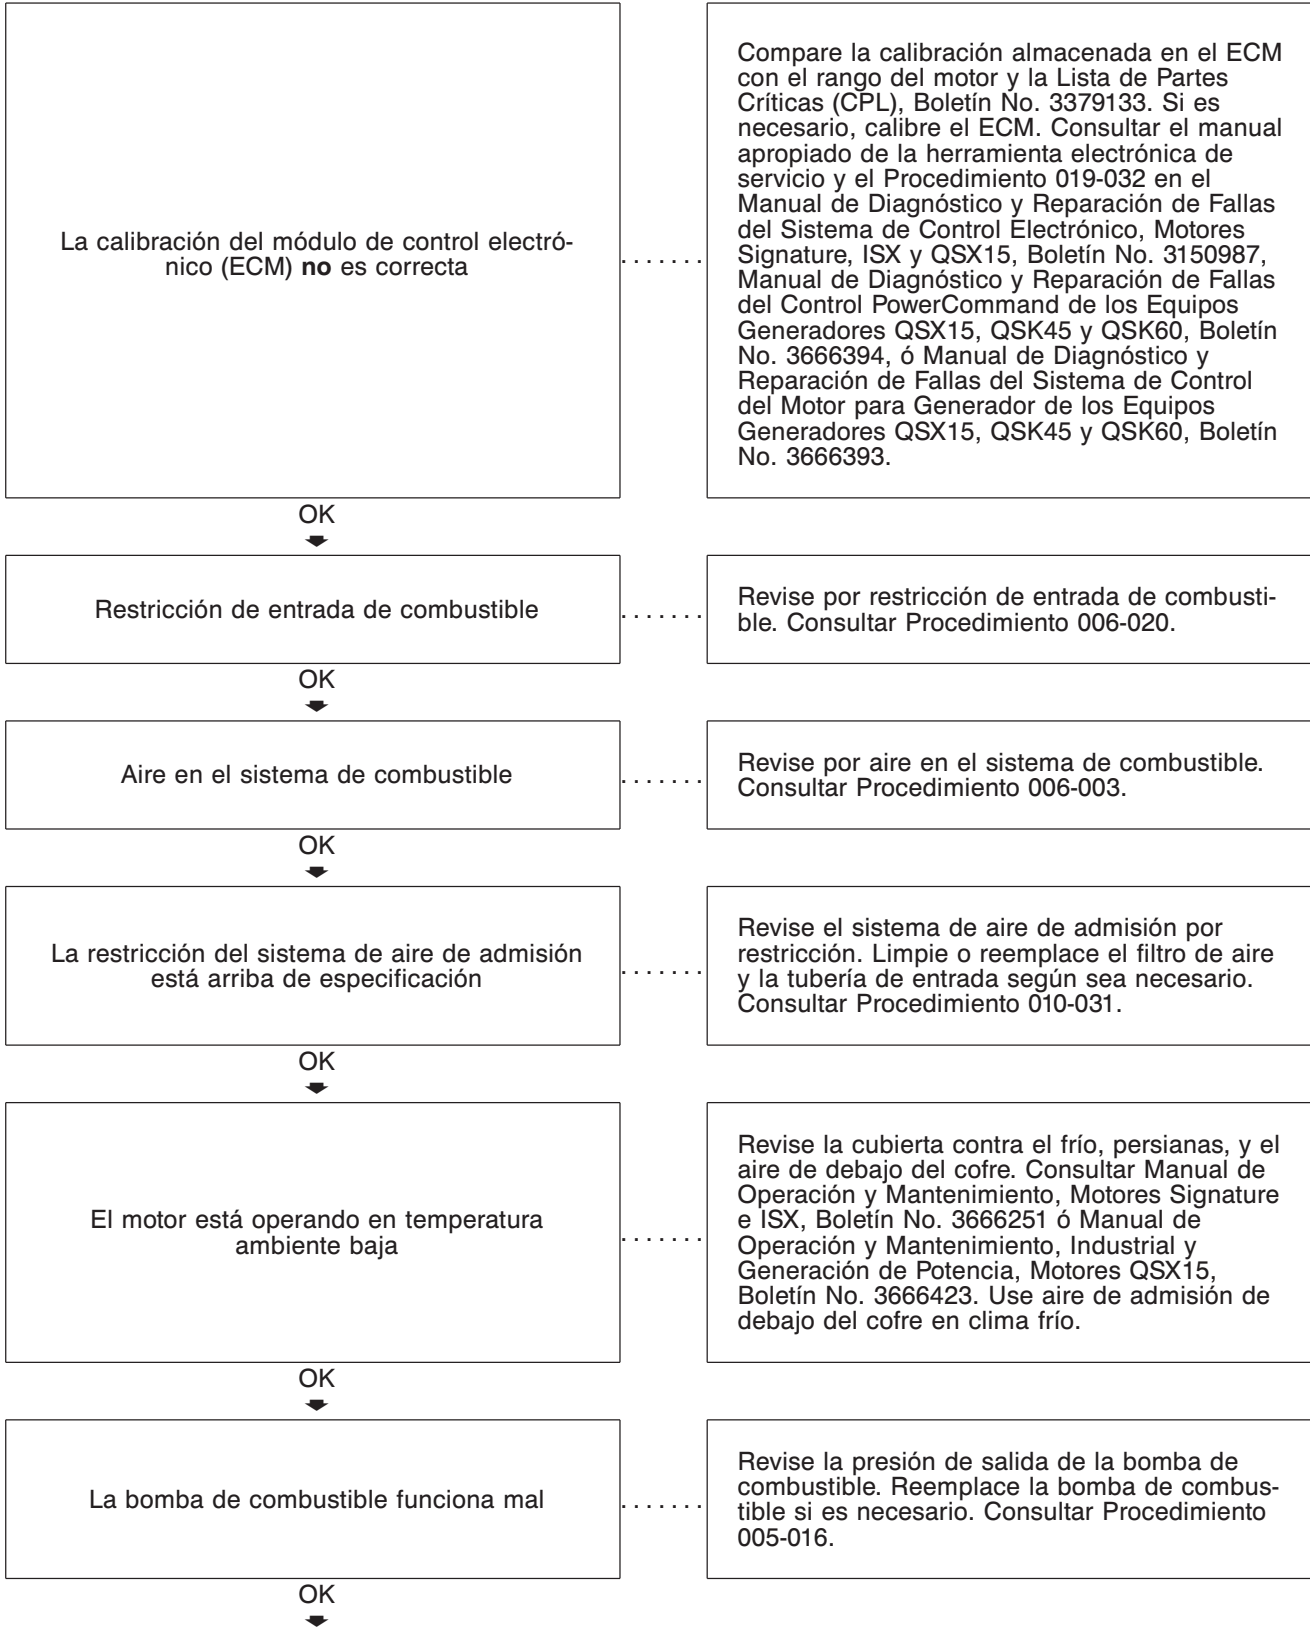 La calibración del módulo de control electró-
nico (ECM) no es correcta
.......
Compare la calibración almacenada en el ECM
con el rango del motor y la Lista de Partes
Críticas (CPL), Boletín No. 3379133. Si es
necesario, calibre el ECM. Consultar el manual
apropiado de la herramienta electrónica de
servicio y el Procedimiento 019-032 en el
Manual de Diagnóstico y Reparación de Fallas
del Sistema de Control Electrónico, Motores
Signature, ISX y QSX15, Boletín No. 3150987,
Manual de Diagnóstico y Reparación de Fallas
del Control PowerCommand de los Equipos
Generadores QSX15, QSK45 y QSK60, Boletín
No. 3666394, ó Manual de Diagnóstico y
Reparación de Fallas del Sistema de Control
del Motor para Generador de los Equipos
Generadores QSX15, QSK45 y QSK60, Boletín
No. 3666393.
OK
Restricción de entrada de combustible
.......
Revise por restricción de entrada de combusti-
ble. Consultar Procedimiento 006-020.
OK
Aire en el sistema de combustible
.......
Revise por aire en el sistema de combustible.
Consultar Procedimiento 006-003.
OK
La restricción del sistema de aire de admisión
está arriba de especificación
.......
Revise el sistema de aire de admisión por
restricción. Limpie o reemplace el filtro de aire
y la tubería de entrada según sea necesario.
Consultar Procedimiento 010-031.
OK
El motor está operando en temperatura
ambiente baja
.......
Revise la cubierta contra el frío, persianas, y el
aire de debajo del cofre. Consultar Manual de
Operación y Mantenimiento, Motores Signature
e ISX, Boletín No. 3666251 ó Manual de
Operación y Mantenimiento, Industrial y
Generación de Potencia, Motores QSX15,
Boletín No. 3666423. Use aire de admisión de
debajo del cofre en clima frío.
OK
La bomba de combustible funciona mal
.......
Revise la presión de salida de la bomba de
combustible. Reemplace la bomba de combus-
tible si es necesario. Consultar Procedimiento
005-016.
OK